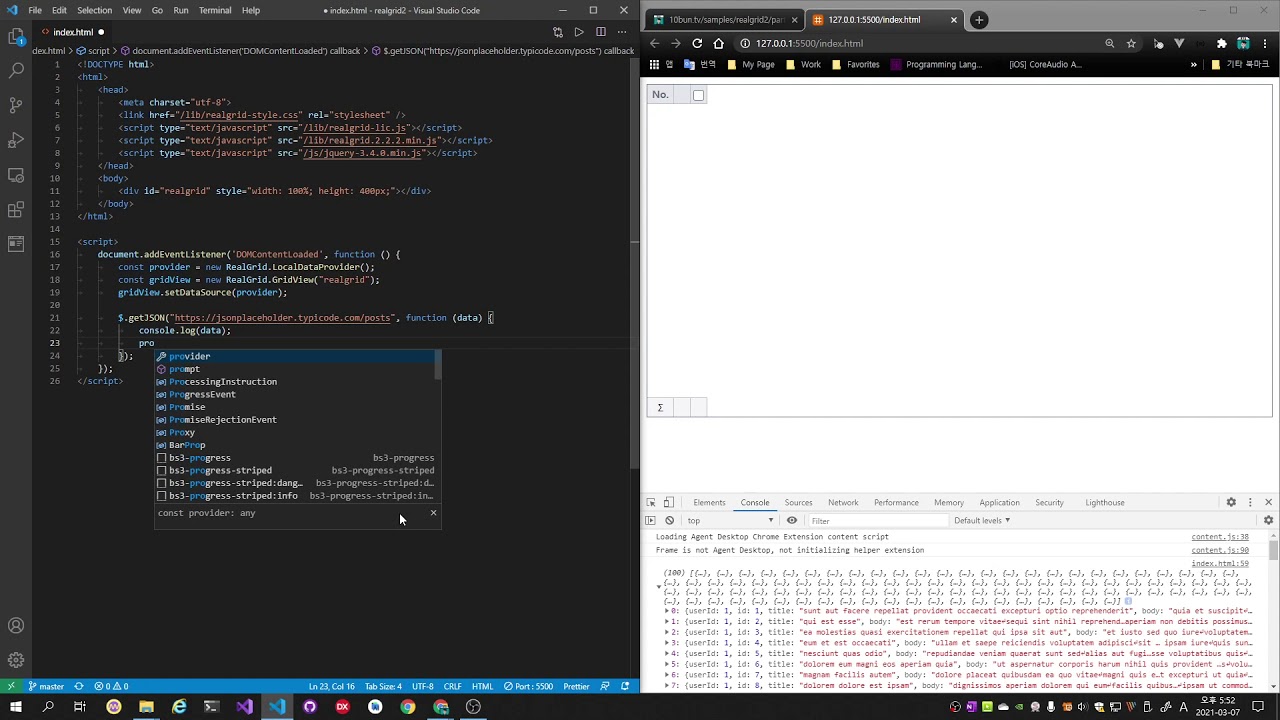 File Edit Selection View Go Run Terminal Help
● index.html - realgrid2 - Visual Studio Code
index.html ●
dex.html > script > document.addEventListener('DOMContentLoaded') callback > $.getJSON("https://jsonplaceholder.typicode.com/posts") callback
1 <!DOCTYPE html>
2 <html>
3 <head>
4 <meta charset="utf-8">
5 <link href="/lib/realgrid-style.css" rel="stylesheet" />
6 <script type="text/javascript" src="/lib/realgrid-lic.js"></script>
7 <script type="text/javascript" src="/lib/realgrid.2.2.2.min.js"></script>
8 <script type="text/javascript" src="/js/jquery-3.4.0.min.js"></script>
9 </head>
10 <body>
11 <div id="realgrid" style="width: 100%; height: 400px;"></div>
12 </body>
13 </html>
14
15 <script>
16 document.addEventListener('DOMContentLoaded', function () {
17 const provider = new RealGrid.LocalDataProvider();
18 const gridView = new RealGrid.GridView("realgrid");
19 gridView.setDataSource(provider);
20
21 $.getJSON("https://jsonplaceholder.typicode.com/posts", function (data) {
22 console.log(data);
23 pro
24 });
25 });
26 </script>
provider
prompt
ProcessingInstruction
ProgressEvent
Promise
PromiseRejectionEvent
Proxy
BarProp
bs3-progress bs3-progress
bs3-progress-striped bs3-progress-striped
bs3-progress-striped:dang… bs3-progress-striped:d…
bs3-progress-striped:info bs3-progress-striped:in…
const provider: any
master 0 0
Ln 23, Col 16 Tab Size: 4 UTF-8 CRLF HTML Port : 5500 Prettier
10bun.tv/samples/realgrid2/par
127.0.0.1:5500/index.html
127.0.0.1:5500/index.html
앱 번역 My Page Work Favorites Programming Lang... [iOS] CoreAudio A... » 기타 북마크
No.
Σ
Elements Console Sources Network Performance Memory Application Security Lighthouse
top Filter Default levels ▼
Loading Agent Desktop Chrome Extension content script content.js:38
Frame is not Agent Desktop, not initializing helper extension content.js:90
index.html:59
(100) [{…}, {…}, {…}, {…}, {…}, {…}, {…}, {…}, {…}, {…}, {…}, {…}, {…}, {…}, {…}, {…}, {…}, {…}, {…}, {…}, {…}, {…}, {…}, {…}, {…},
0: {userId: 1, id: 1, title: "sunt aut facere repellat provident occaecati excepturi optio reprehenderit", body: "quia et suscipit↵…
1: {userId: 1, id: 2, title: "qui est esse", body: "est rerum tempore vitae↵sequi sint nihil reprehend…aperiam non debitis possimus…
2: {userId: 1, id: 3, title: "ea molestias quasi exercitationem repellat qui ipsa sit aut", body: "et iusto sed quo iure↵voluptatem…
3: {userId: 1, id: 4, title: "eum et est occaecati", body: "ullam et saepe reiciendis voluptatem adipisci↵sit … ipsam iure↵quis sun…
4: {userId: 1, id: 5, title: "nesciunt quas odio", body: "repudiandae veniam quaerat sunt sed↵alias aut fugi…sse voluptatibus quis…
5: {userId: 1, id: 6, title: "dolorem eum magni eos aperiam quia", body: "ut aspernatur corporis harum nihil quis provident …↵volupta…
6: {userId: 1, id: 7, title: "magnam facilis autem", body: "dolore placeat quibusdam ea quo vitae↵magni quis e…t excepturi ut quia↵…
7: {userId: 1, id: 8, title: "dolorem dolore est ipsam", body: "dignissimos aperiam dolorem qui eum↵facilis quibus…ipsam ut commod…
A 오후 5:52
2021-03-07